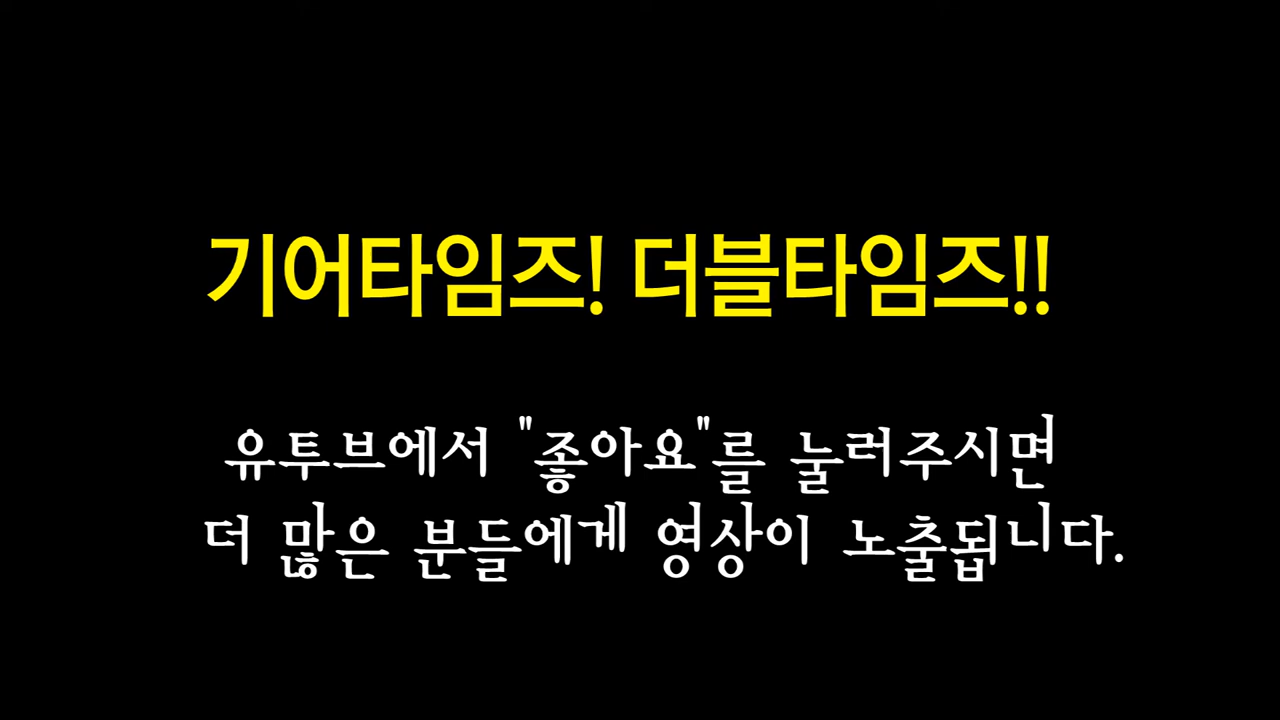 기어타임즈! 더블타임즈!!
유투브에서 "좋아요"를 눌러주시면
더 많은 분들에게 영상이 노출됩니다.